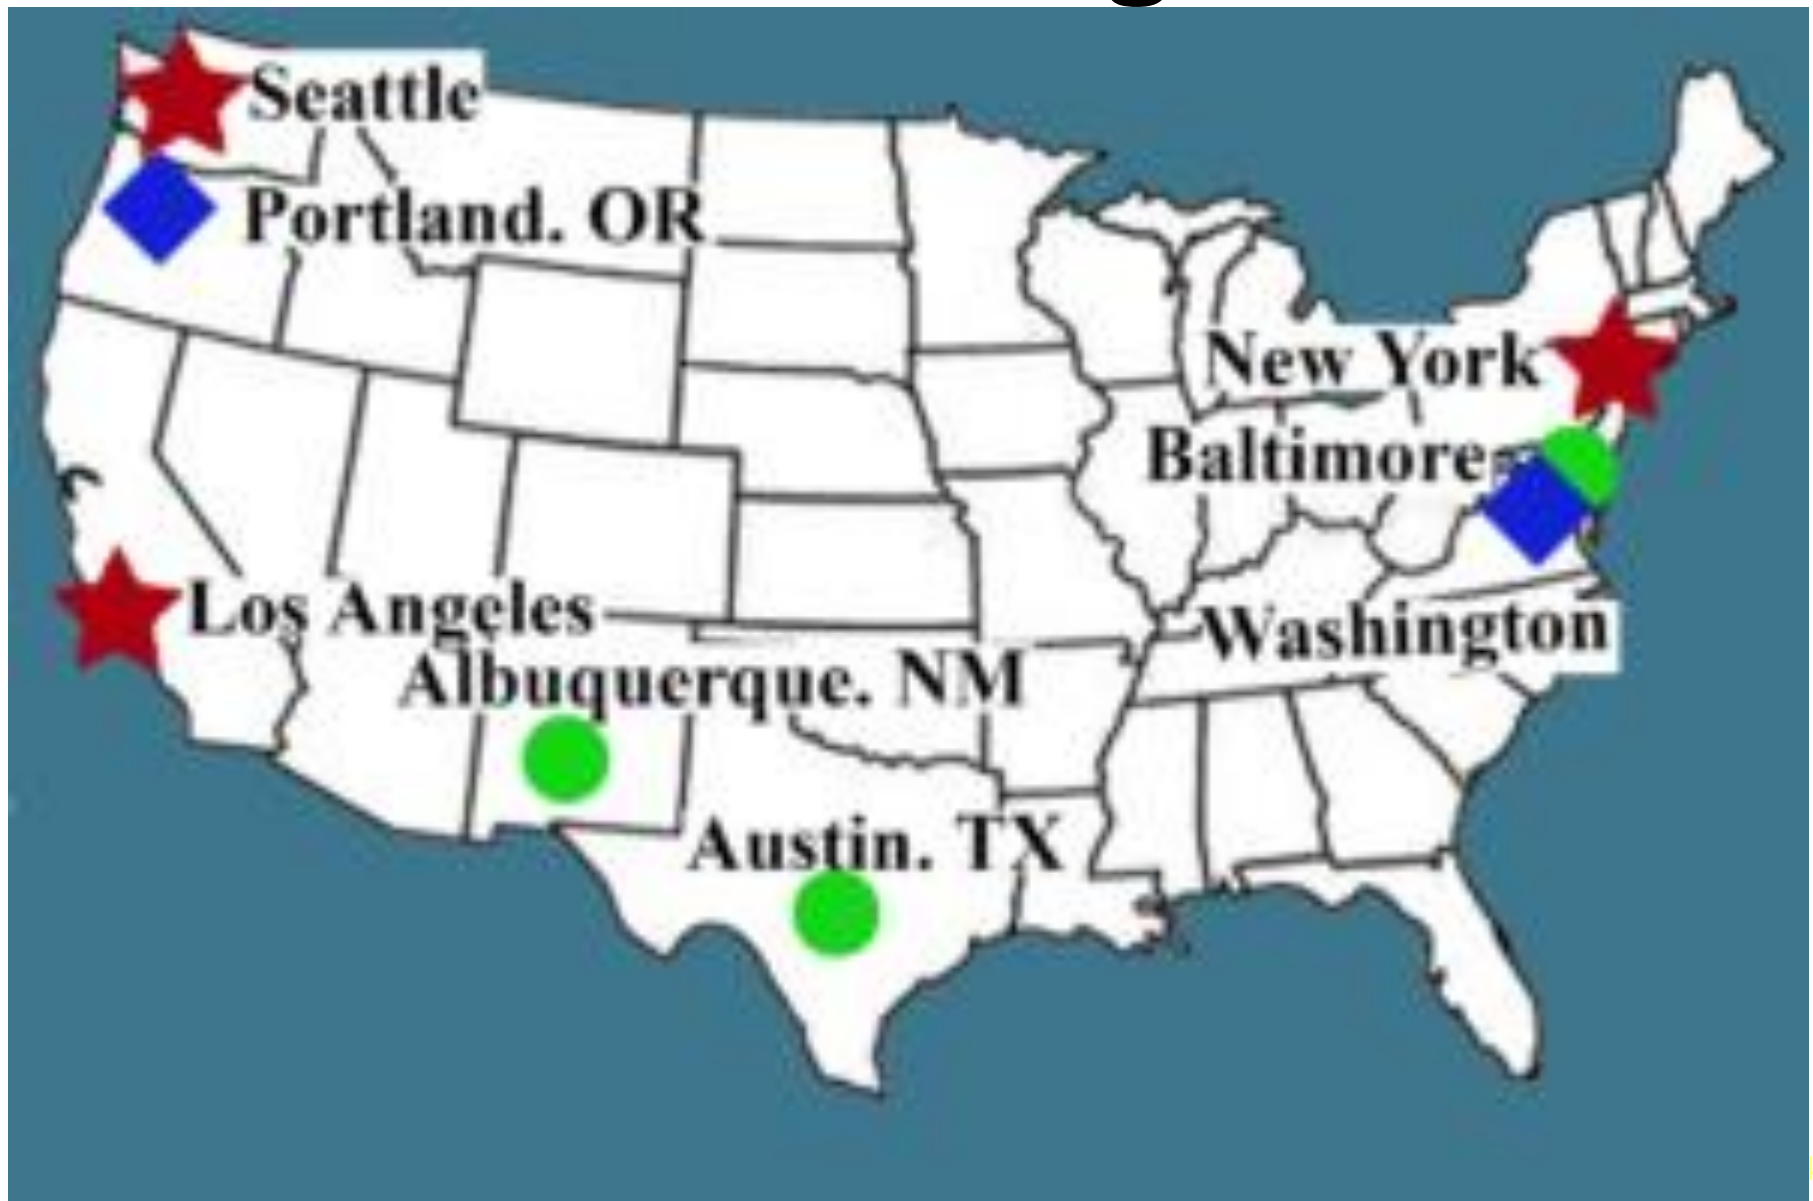 Seattle
Portland. OR
New York
Baltimore
Los Angeles
Washington
Albuquerque. NM
Austin. TX